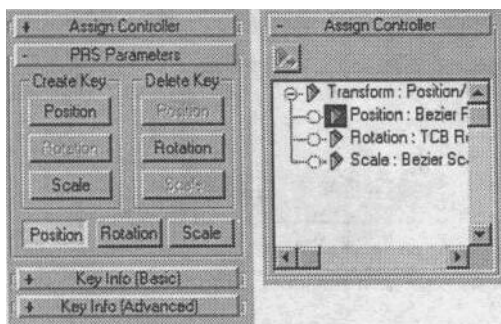 + Assign Controller
- PRS Parameters
Create Key
Delete Key
Position
Position
Rotation
Rotation
Scale
Scale
Position Rotation Scale
+ Key Info (Basic)
+ Key Info (Advanced)
- Assign Controller
Transform : Position/
Position : Bezier P
Rotation : TCB Ro
Scale : Bezier Sc